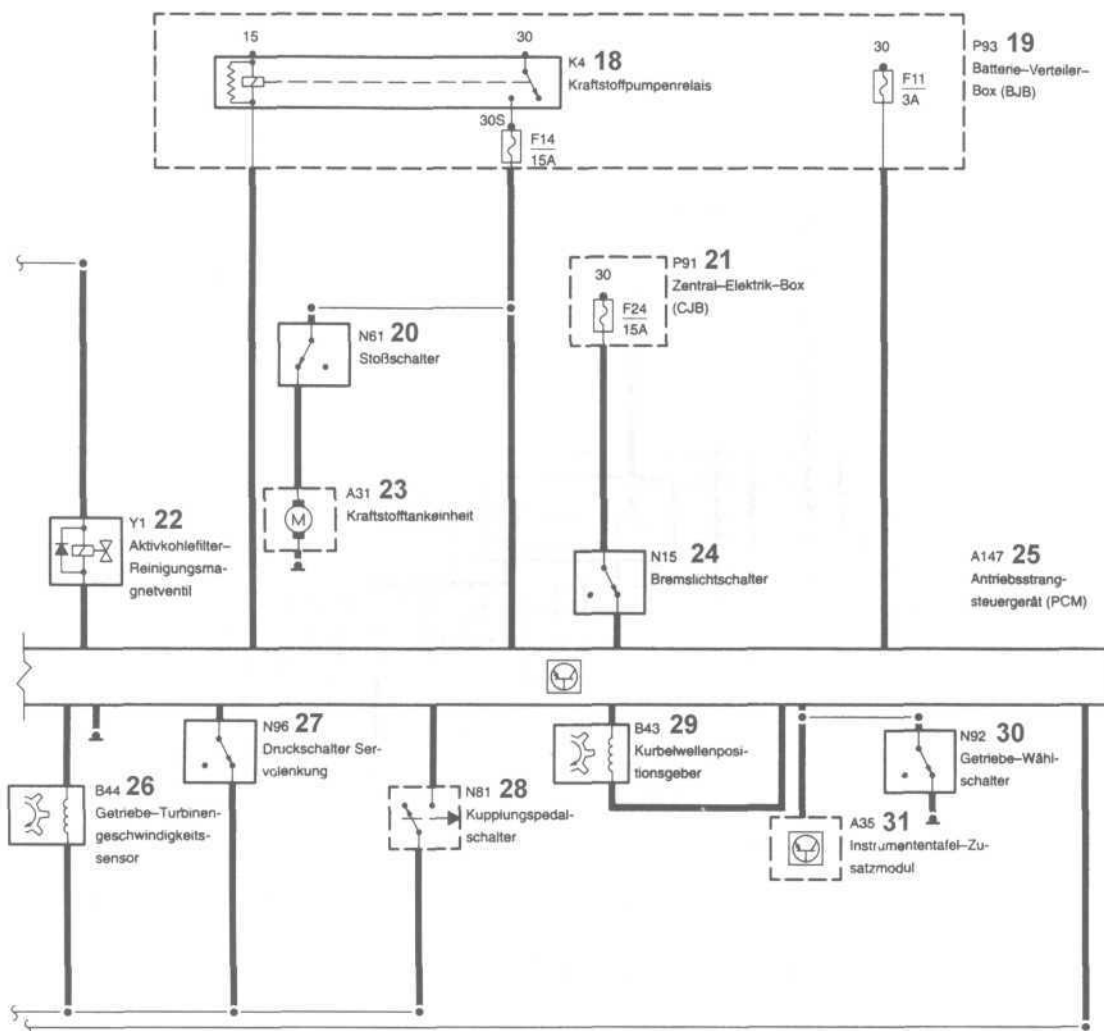 15
30
K4 18
Kraftstoffpumpenrelais
30
F11
3A
P93 19
Batterie–Verteiler–
Box (BJB)
30S
F14
15A
N61 20
Stoßschalter
30
F24
15A
P91 21
Zentral–Elektrik–Box
(CJB)
A31 23
Kraftstofftankeinheit
M
Y1 22
Aktivkohlefilter–
Reinigungsma-
gnetventil
N15 24
Bremslichtschalter
A147 25
Antriebsstrang-
steuergerät (PCM)
B44 26
Getriebe–Turbinen-
geschwindigkeits-
sensor
N96 27
Druckschalter Ser-
volenkung
N81 28
Kupplungspedal-
schalter
B43 29
Kurbelwellenposi-
tionsgeber
N92 30
Getriebe–Wähl-
schalter
A35 31
Instrumententafel–Zu-
satzmodul